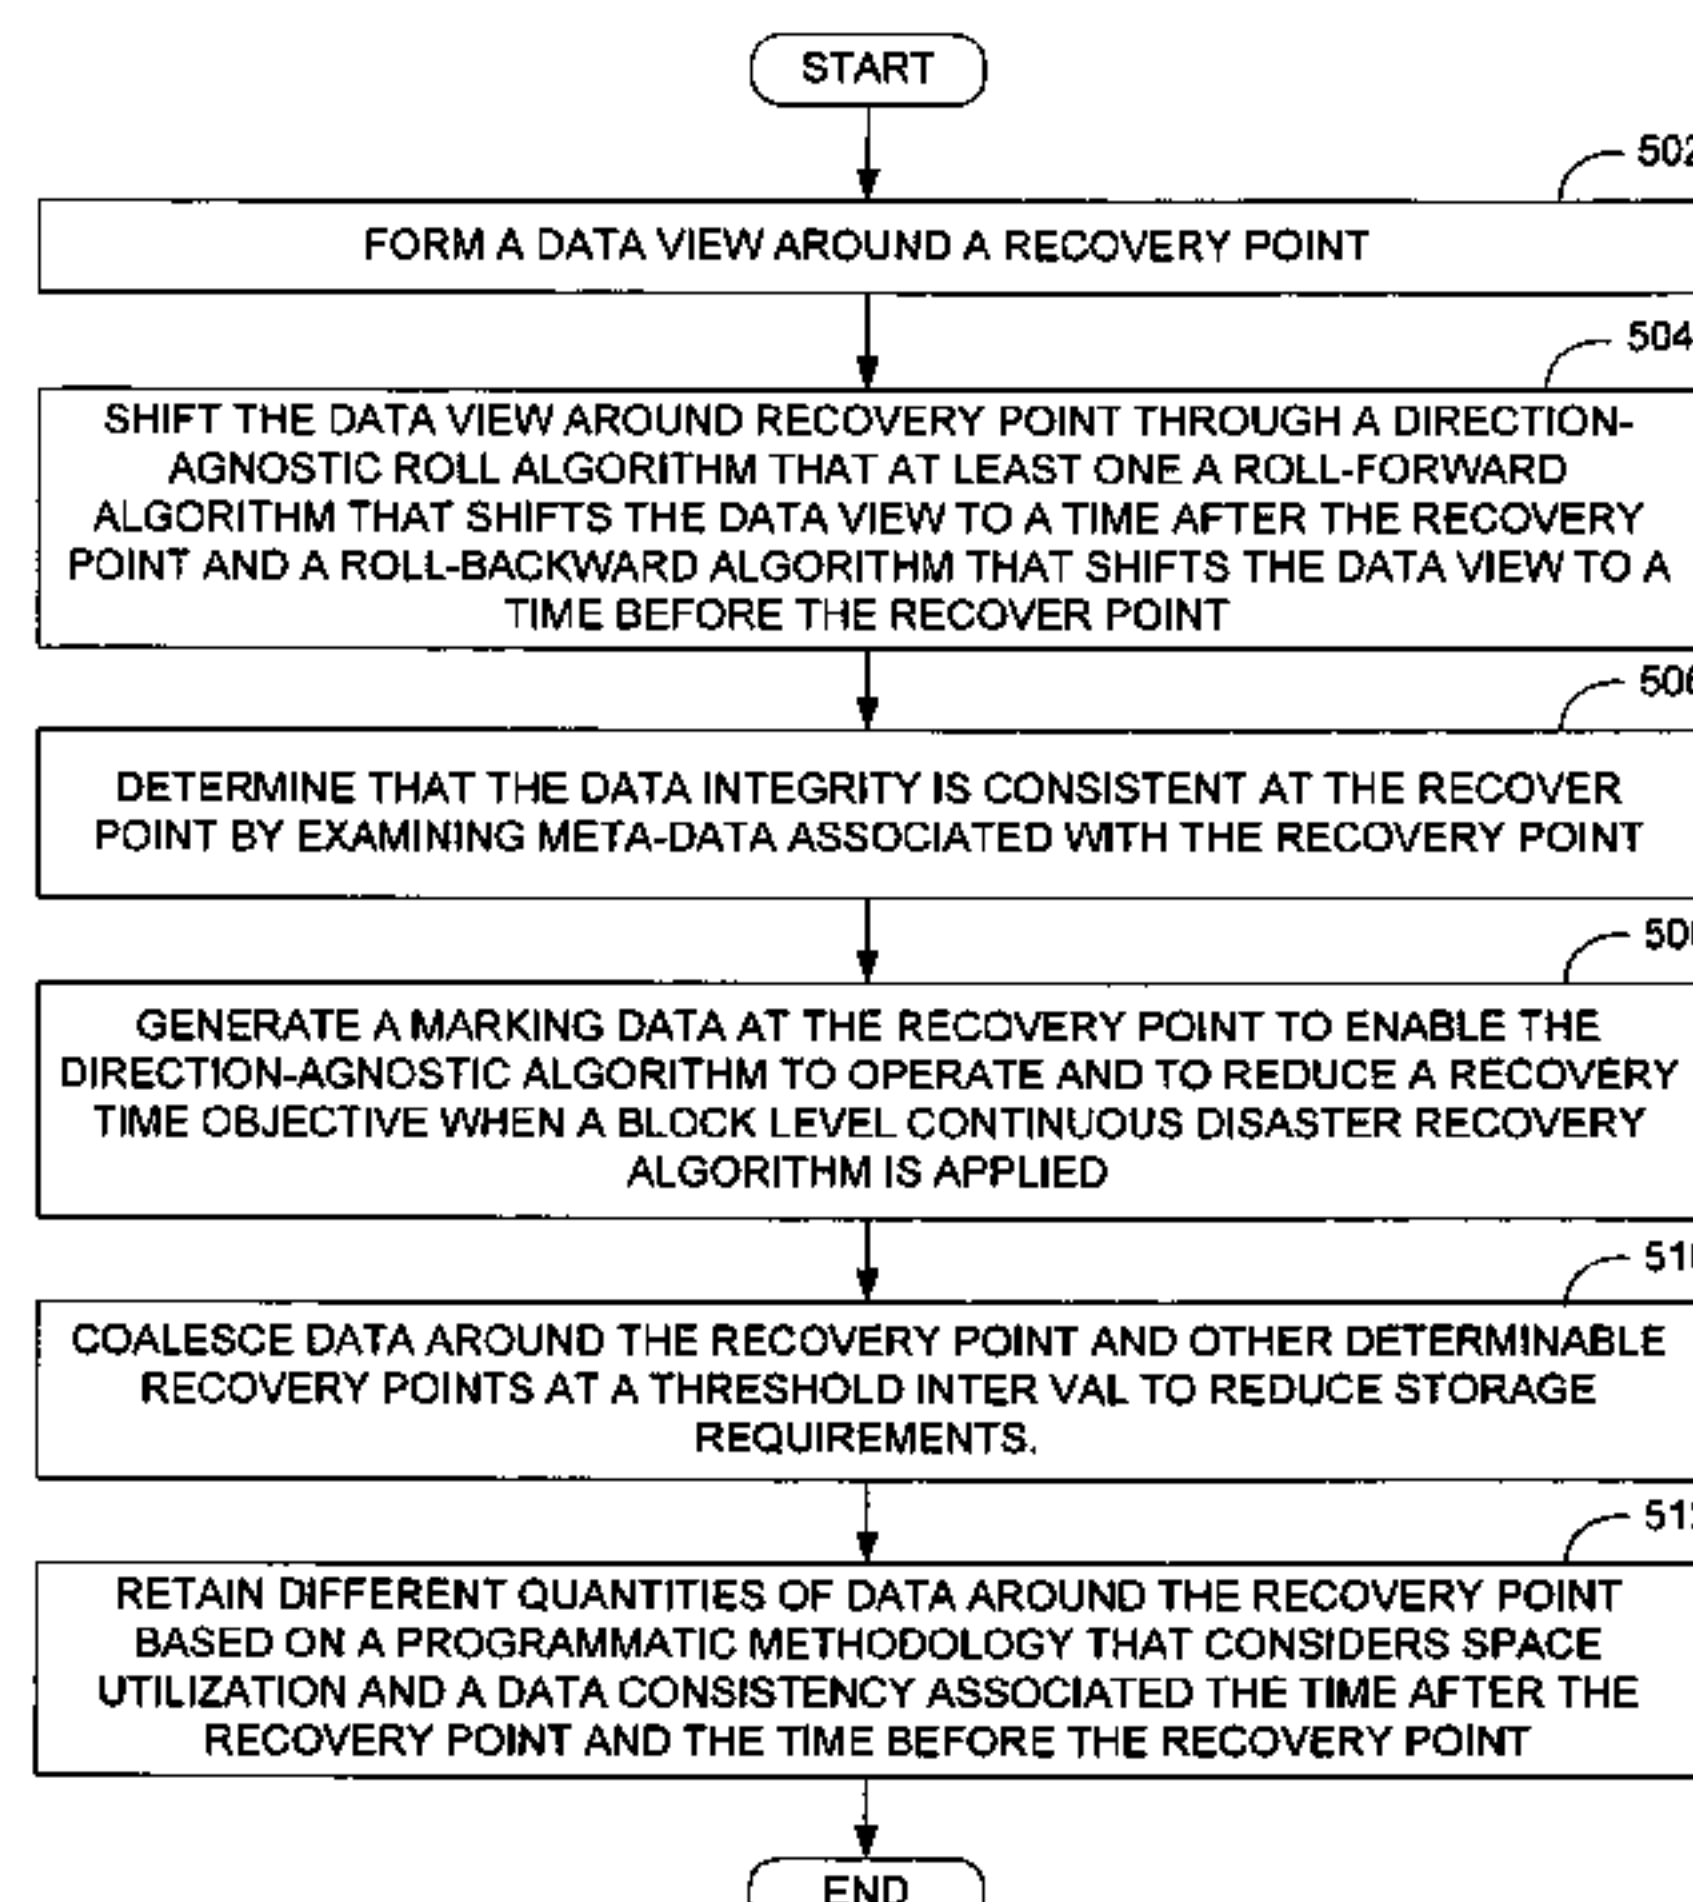 START
502
FORM A DATA VIEW AROUND A RECOVERY POINT
504
SHIFT THE DATA VIEW AROUND RECOVERY POINT THROUGH A DIRECTION-
AGNOSTIC ROLL ALGORITHM THAT AT LEAST ONE A ROLL-FORWARD
ALGORITHM THAT SHIFTS THE DATA VIEW TO A TIME AFTER THE RECOVERY
POINT AND A ROLL-BACKWARD ALGORITHM THAT SHIFTS THE DATA VIEW TO A
TIME BEFORE THE RECOVER POINT
506
DETERMINE THAT THE DATA INTEGRITY IS CONSISTENT AT THE RECOVER
POINT BY EXAMINING META-DATA ASSOCIATED WITH THE RECOVERY POINT
GENERATE A MARKING DATA AT THE RECOVERY POINT TO ENABLE THE
DIRECTION-AGNOSTIC ALGORITHM TO OPERATE AND TO REDUCE A RECOVERY
TIME OBJECTIVE WHEN A BLOCK LEVEL CONTINUOUS DISASTER RECOVERY
ALGORITHM IS APPLIED
COALESCE DATA AROUND THE RECOVERY POINT AND OTHER DETERMINABLE
RECOVERY POINTS AT A THRESHOLD INTER VAL TO REDUCE STORAGE
REQUIREMENTS.
RETAIN DIFFERENT QUANTITIES OF DATA AROUND THE RECOVERY POINT
BASED ON A PROGRAMMATIC METHODOLOGY THAT CONSIDERS SPACE
UTILIZATION AND A DATA CONSISTENCY ASSOCIATED THE TIME AFTER THE
RECOVERY POINT AND THE TIME BEFORE THE RECOVERY POINT
END